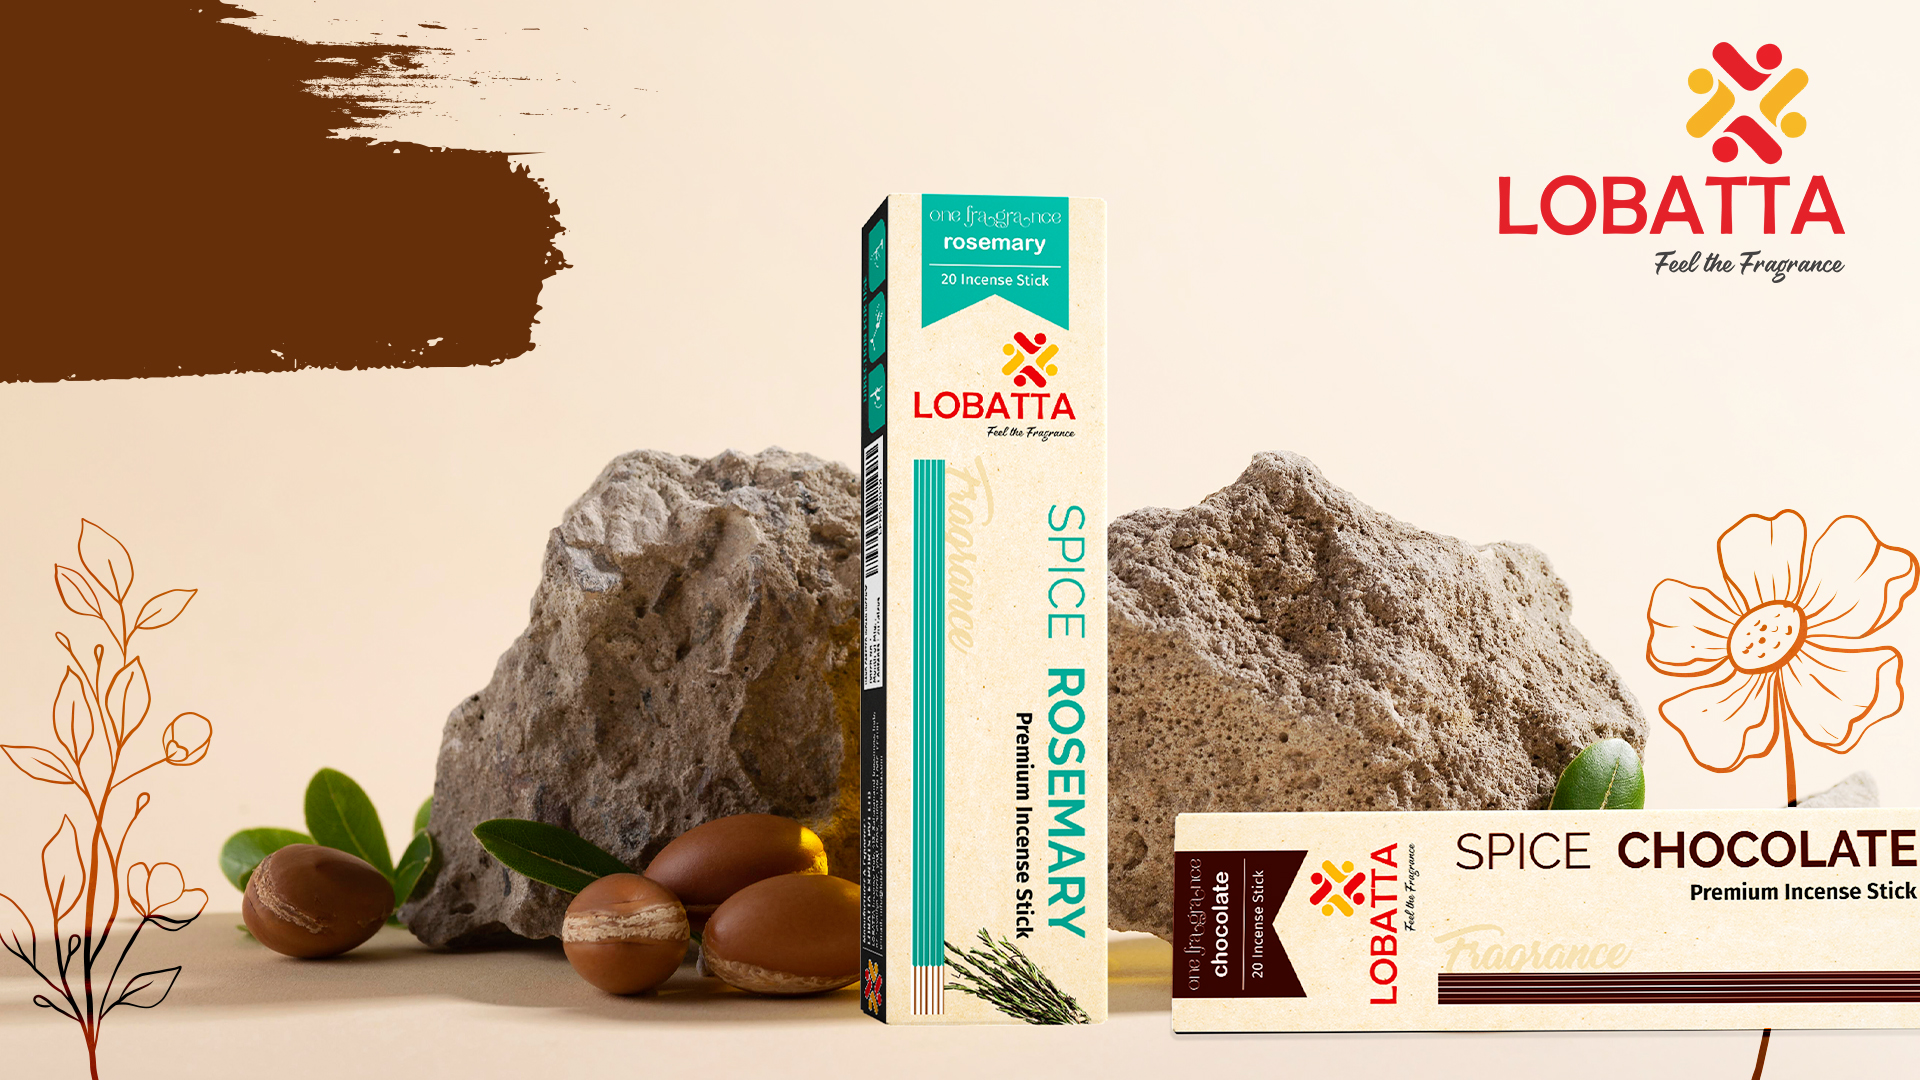 LOBATTA
Feel the Fragrance
one fragrance
rosemary
20 Incense Stick
LOBATTA
Feel the Fragrance
Fragrance
SPICE ROSEMARY
Premium Incense Stick
one fragrance
chocolate
20 Incense Stick
LOBATTA
Feel the Fragrance
SPICE CHOCOLATE
Premium Incense Stick
Fragrance